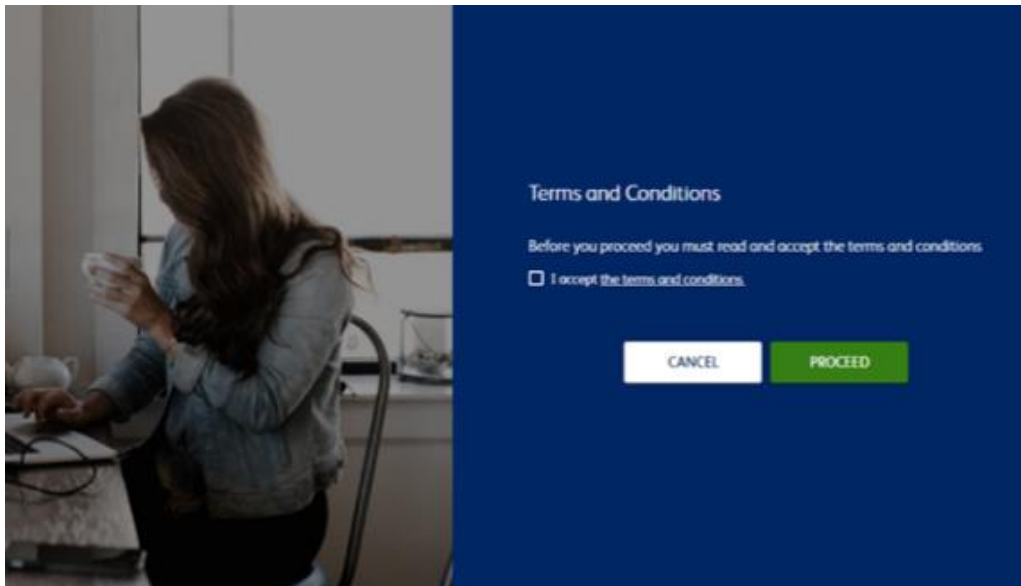 Terms and Conditions
Before you proceed you must read and accept the terms and conditions
I accept the terms and conditions.
CANCEL
PROCEED